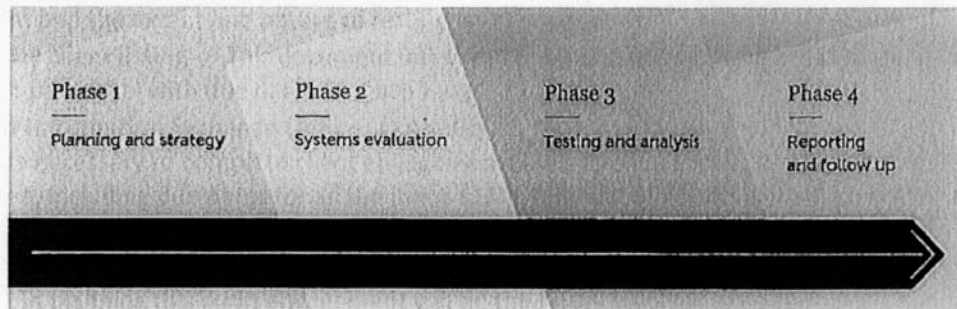 Phase 1
Planning and strategy
Phase 2
Systems evaluation
Phase 3
Testing and analysis
Phase 4
Reporting
and follow up